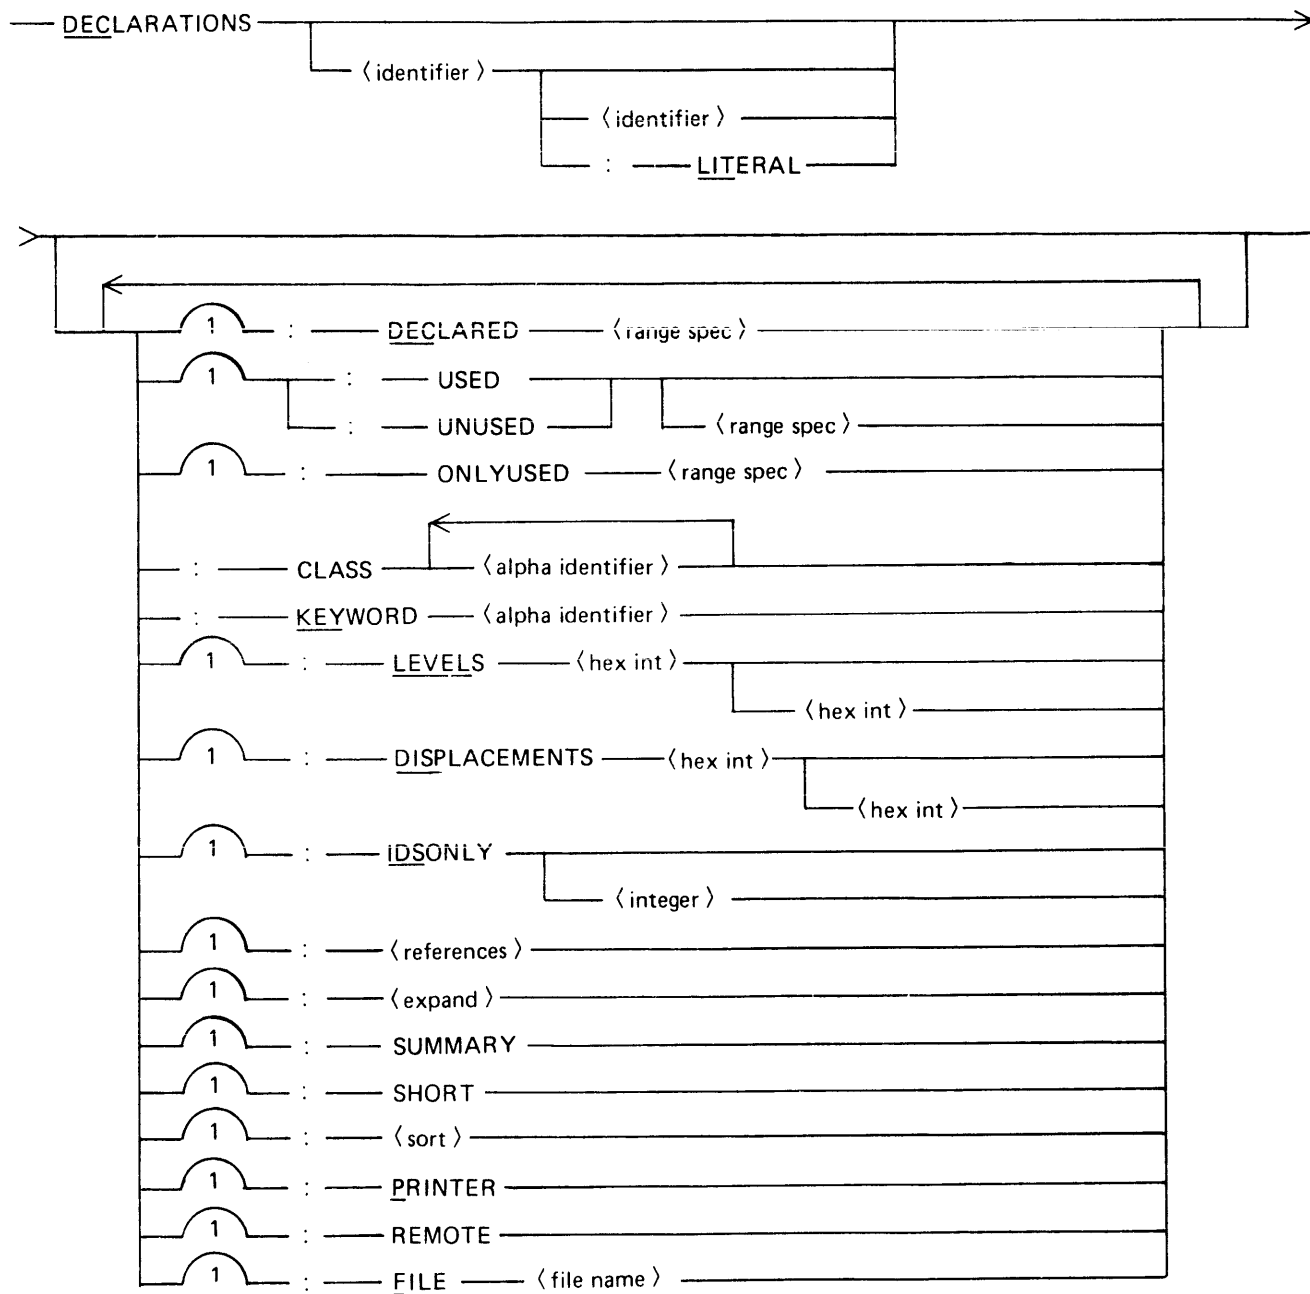 DECLARATIONS
〈identifier〉
〈identifier〉
: LITERAL
1 : DECLARED 〈range spec〉
1 : USED
: UNUSED 〈range spec〉
1 : ONLYUSED 〈range spec〉
: CLASS 〈alpha identifier〉
: KEYWORD 〈alpha identifier〉
1 : LEVELS 〈hex int〉
〈hex int〉
1 : DISPLACEMENTS 〈hex int〉
〈hex int〉
1 : IDSONLY
〈integer〉
1 : 〈references〉
1 : 〈expand〉
1 : SUMMARY
1 : SHORT
1 : 〈sort〉
1 : PRINTER
1 : REMOTE
1 : FILE 〈file name〉